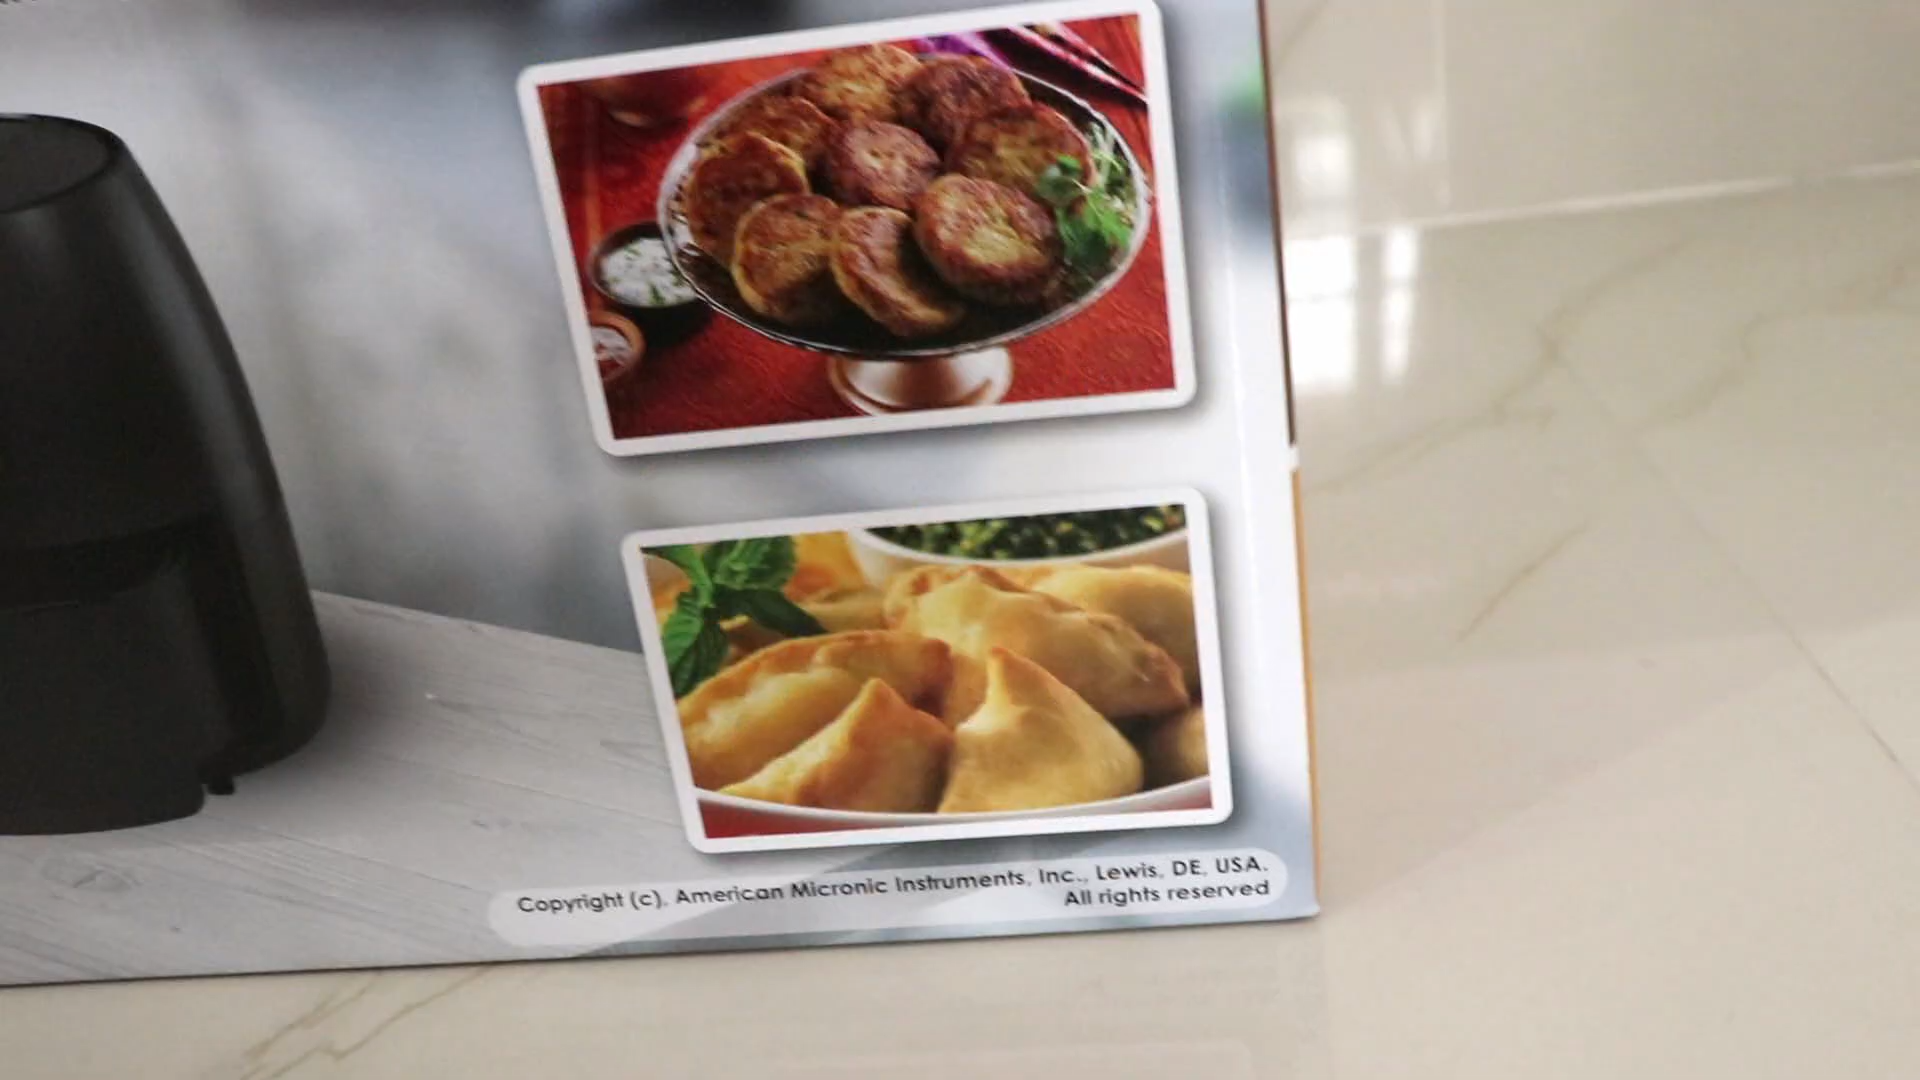 Copyright (c). American Micronic Instruments, Inc., Lewis, DE, USA.
All rights reserved